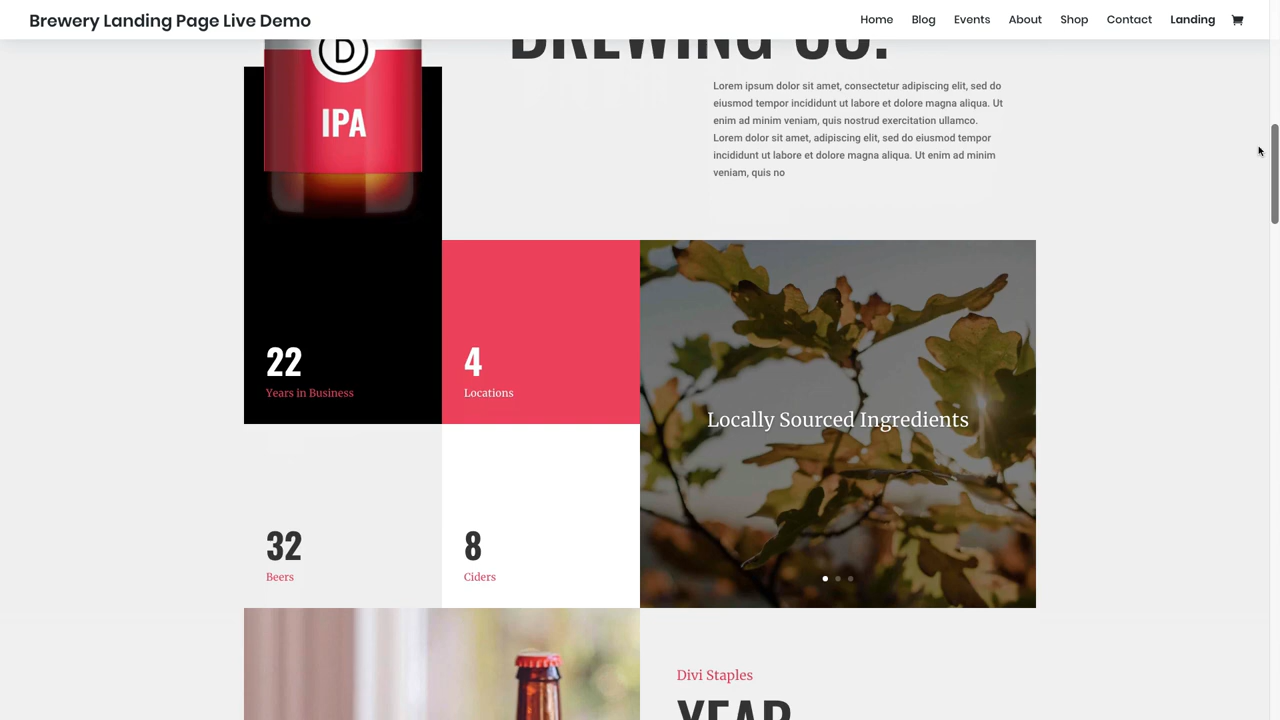 Brewery Landing Page Live Demo
Home Blog Events About Shop Contact Landing
BREWING CO.
D
IPA
Lorem ipsum dolor sit amet, consectetur adipiscing elit, sed do
eiusmod tempor incididunt ut labore et dolore magna aliqua. Ut
enim ad minim veniam, quis nostrud exercitation ullamco.
Lorem dolor sit amet, adipiscing elit, sed do eiusmod tempor
incididunt ut labore et dolore magna aliqua. Ut enim ad minim
veniam, quis no
22
Years in Business
4
Locations
Locally Sourced Ingredients
32
Beers
8
Ciders
Divi Staples
YEAR